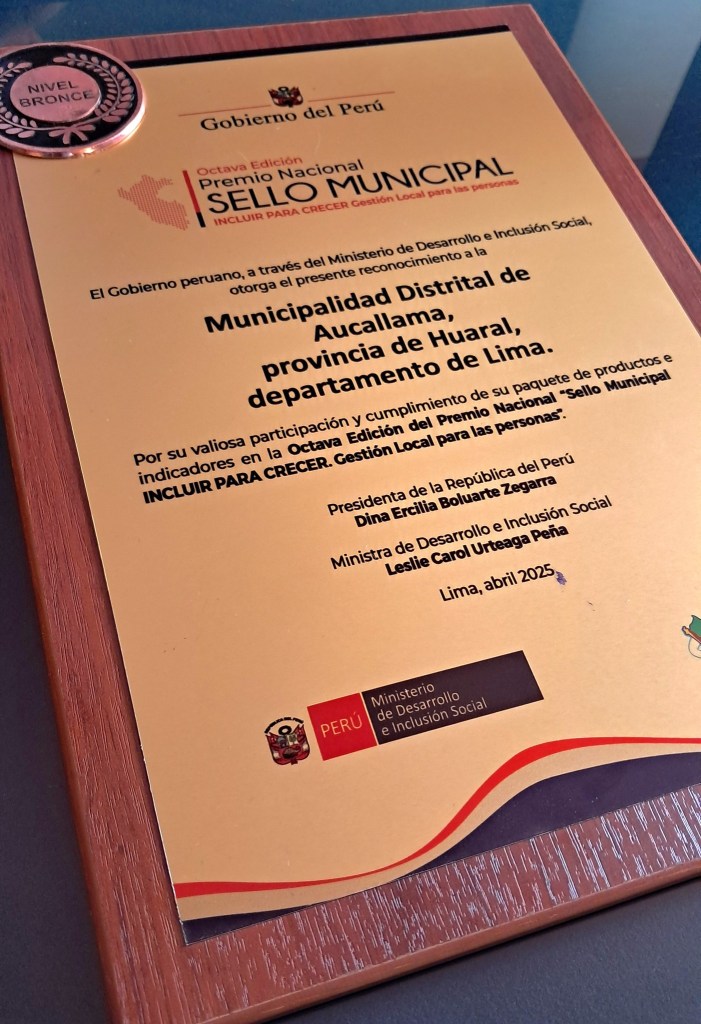 NIVEL
BRONCE
Gobierno del Perú
Octava Edición
Premio Nacional
SELLO MUNICIPAL
INCLUIR PARA CRECER Gestión Local para las personas
El Gobierno peruano, a través del Ministerio de Desarrollo e Inclusión Social,
otorga el presente reconocimiento a la
Municipalidad Distrital de
Aucallama,
provincia de Huaral,
departamento de Lima.
Por su valiosa participación y cumplimiento de su paquete de productos e
indicadores en la Octava Edición del Premio Nacional "Sello Municipal
INCLUIR PARA CRECER. Gestión Local para las personas".
Presidenta de la República del Perú
Dina Ercilia Boluarte Zegarra
Ministra de Desarrollo e Inclusión Social
Leslie Carol Urteaga Peña
Lima, abril 2025
PERÚ
Ministerio
de Desarrollo
e Inclusión Social